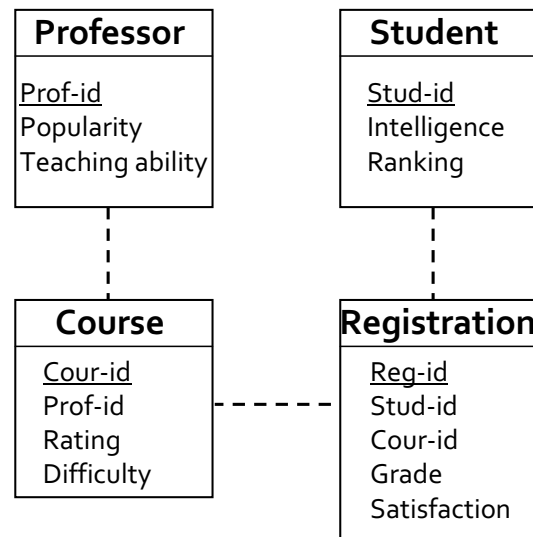 Professor
Prof-id
Popularity
Teaching ability
Student
Stud-id
Intelligence
Ranking
Course
Cour-id
Prof-id
Rating
Difficulty
Registration
Reg-id
Stud-id
Cour-id
Grade
Satisfaction